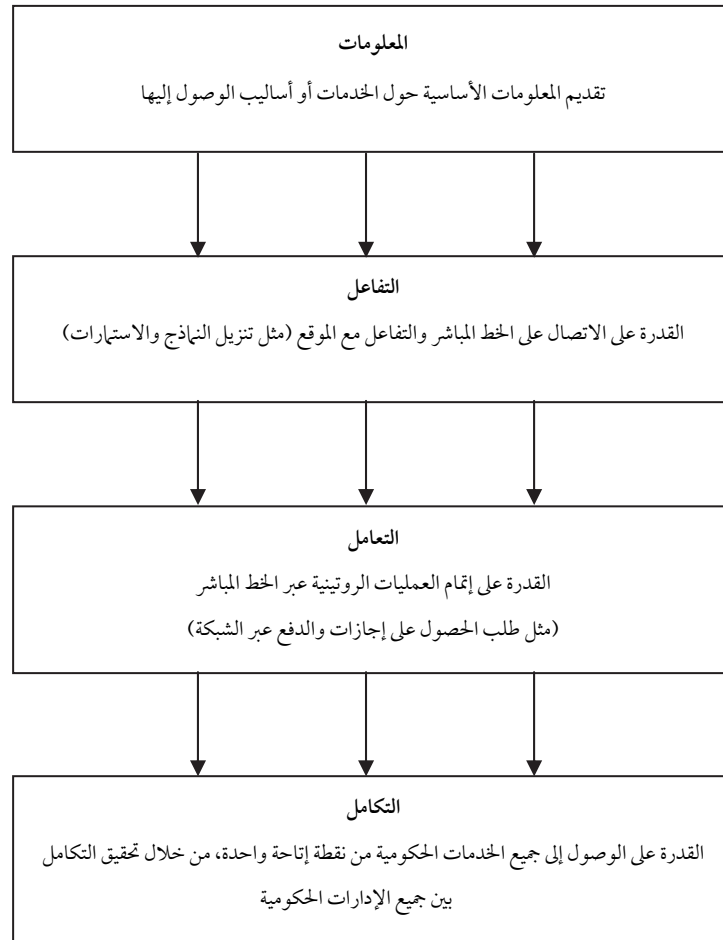 المعلومات
تقديم المعلومات الأساسية حول الخدمات أو أساليب الوصول إليها
التفاعل
القدرة على الاتصال على الخط المباشر والتفاعل مع الموقع (مثل تنزيل النماذج والاستمارات)
التعامل
القدرة على إتمام العمليات الروتينية عبر الخط المباشر
(مثل طلب الحصول على إجازات والدفع عبر الشبكة)
التكامل
القدرة على الوصول إلى جميع الخدمات الحكومية من نقطة إتاحة واحدة، من خلال تحقيق التكامل
بين جميع الإدارات الحكومية